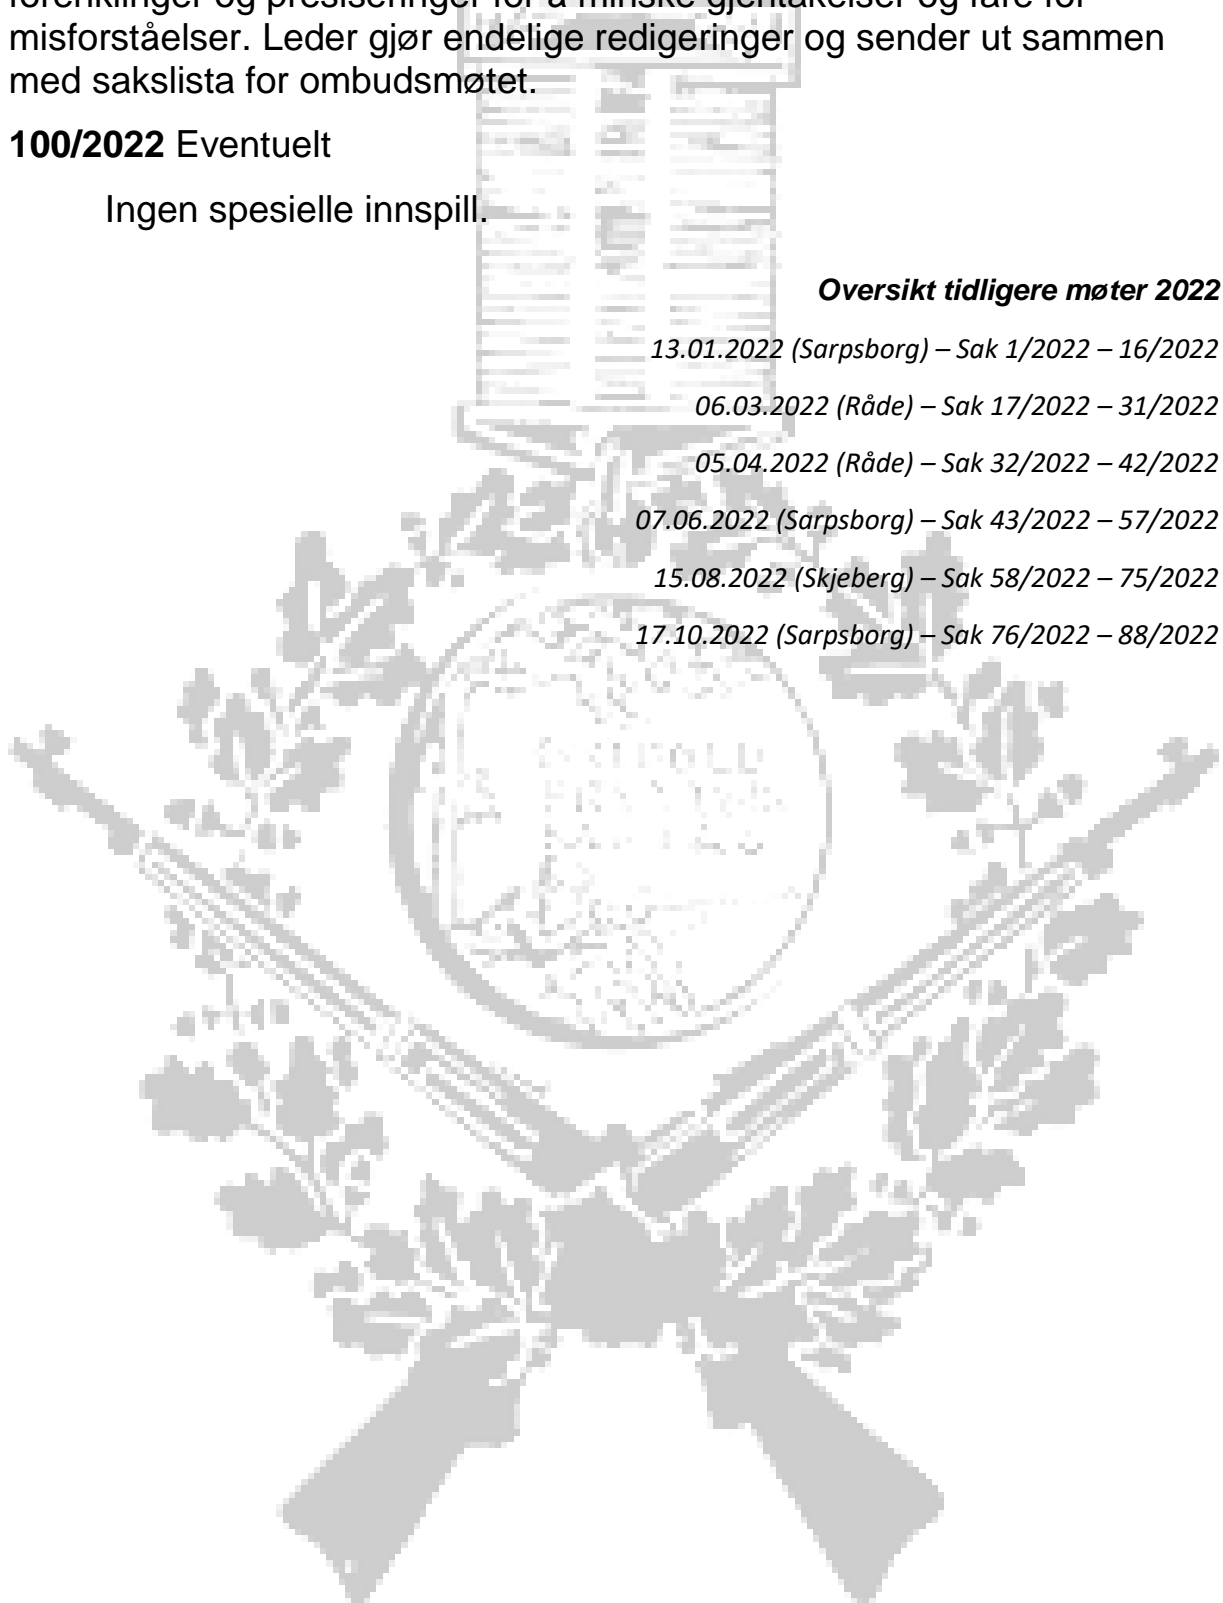 forenklinger og presiseringer for å minske gjentakelser og fare for
misforståelser. Leder gjør endelige redigeringer og sender ut sammen
med sakslista for ombudsmøtet.
100/2022 Eventuelt
Ingen spesielle innspill.
Oversikt tidligere møter 2022
13.01.2022 (Sarpsborg) – Sak 1/2022 – 16/2022
06.03.2022 (Råde) – Sak 17/2022 – 31/2022
05.04.2022 (Råde) – Sak 32/2022 – 42/2022
07.06.2022 (Sarpsborg) – Sak 43/2022 – 57/2022
15.08.2022 (Skjeberg) – Sak 58/2022 – 75/2022
17.10.2022 (Sarpsborg) – Sak 76/2022 – 88/2022